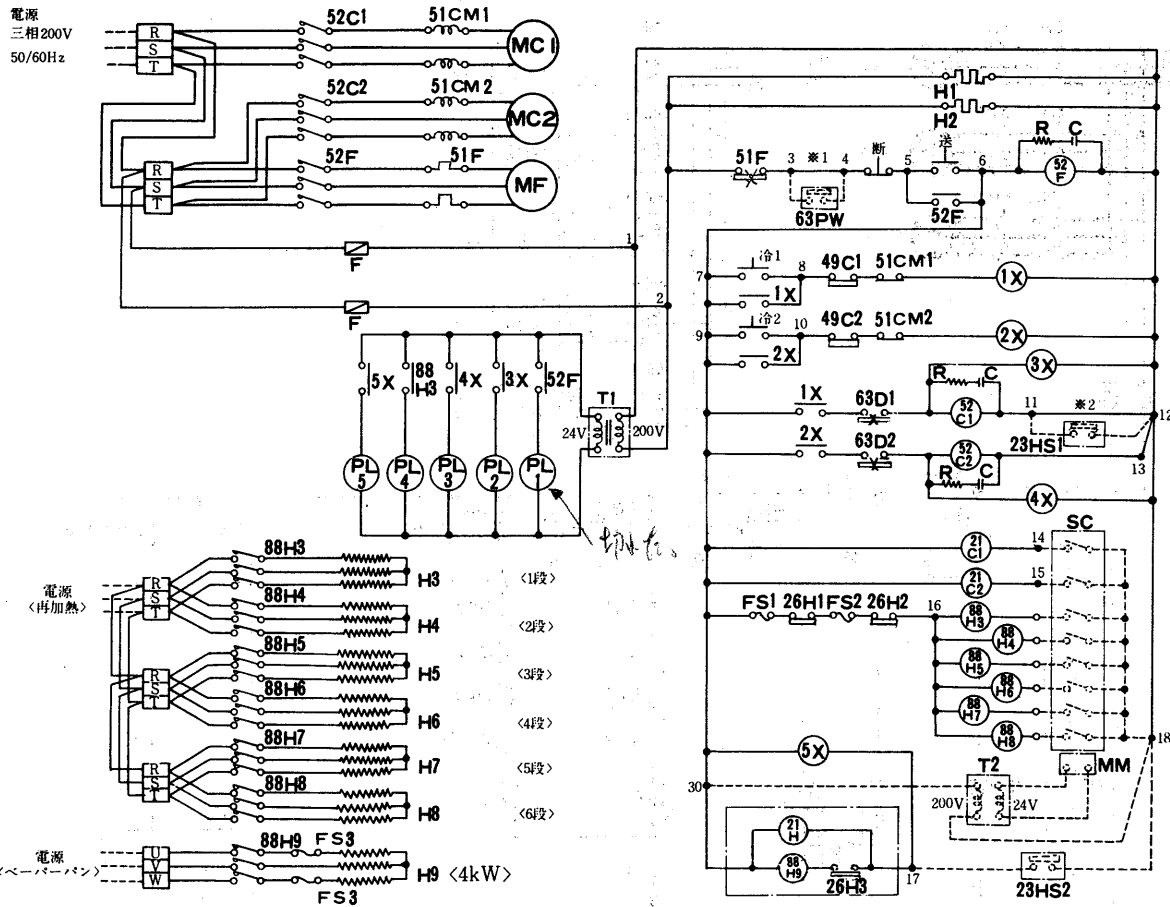 電源
三相200V
50/60Hz
R
S
T
52C1
51CM1
MC1
52C2
51CM2
MC2
R
S
T
52F
51F
MF
F
F
1
2
H1
H2
51F
3
※1
4
断
5
送
6
R
C
52
F
63PW
52F
7
冷1
8
49C1
51CM1
1X
1X
9
冷2
10
49C2
51CM2
2X
2X
3X
R
C
1X
63D1
52
C1
11
※2
12
23HS1
2X
63D2
52
C2
13
R
C
4X
5X
88
H3
4X
3X
52F
T1
24V
200V
PL
5
PL
4
PL
3
PL
2
PL
1
切れた。
SC
21
C1
14
21
C2
15
FS1
26H1
FS2
26H2
16
88
H3
88
H4
88
H5
88
H6
88
H7
88
H8
18
5X
30
T2
MM
200V
24V
21
H
88
H9
26H3
17
23HS2
電源
〈再加熱〉
R
S
T
88H3
H3
〈1段〉
88H4
H4
〈2段〉
R
S
T
88H5
H5
〈3段〉
88H6
H6
〈4段〉
R
S
T
88H7
H7
〈5段〉
88H8
H8
〈6段〉
電源
〈ペーパーパン〉
U
V
W
88H9
FS3
H9〈4kW〉
FS3